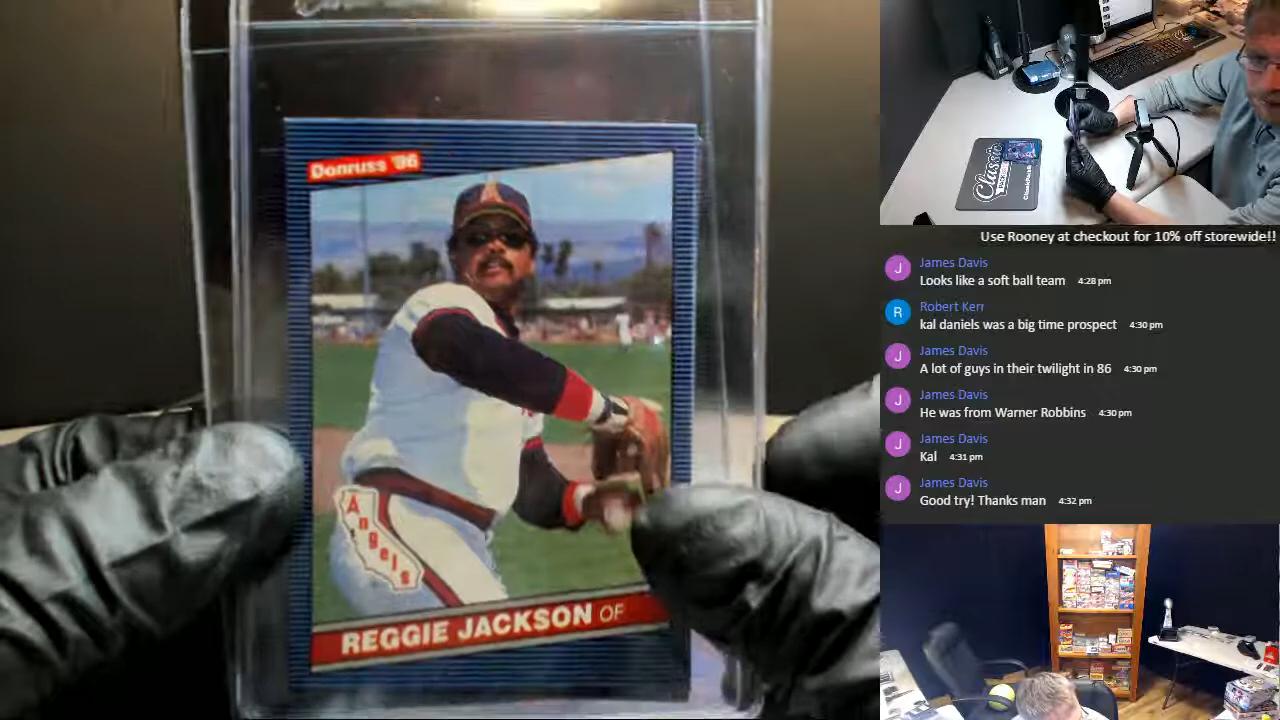 Donruss '86
Angels
REGGIE JACKSON OF
Classic
Use Rooney at checkout for 10% off storewide!!
J
James Davis
Looks like a soft ball team 4:28 pm
R
Robert Kerr
kal daniels was a big time prospect 4:30 pm
J
James Davis
A lot of guys in their twilight in 86 4:30 pm
J
James Davis
He was from Warner Robbins 4:30 pm
J
James Davis
Kal 4:31 pm
J
James Davis
Good try! Thanks man 4:32 pm